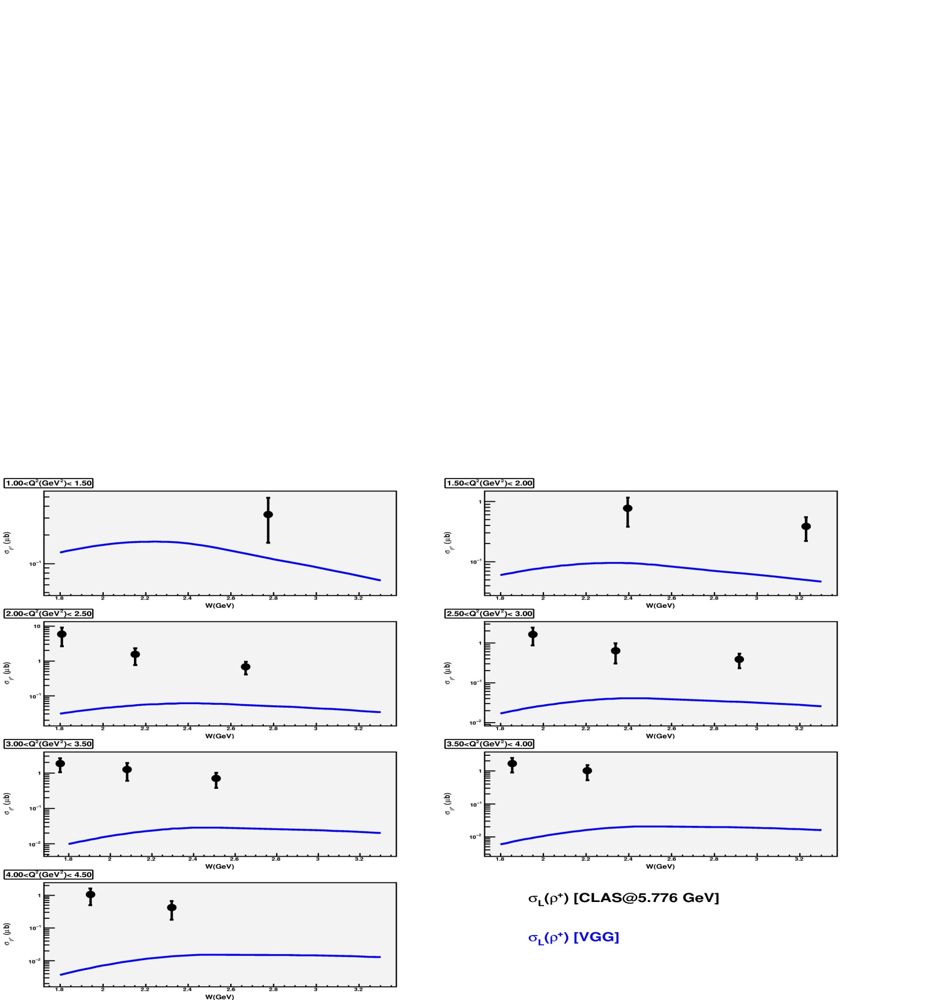 1.00<Q²(GeV²)< 1.50
σρ⁺ (μb)
10⁻¹
1.8 2 2.2 2.4 2.6 2.8 3 3.2
W(GeV)
1.50<Q²(GeV²)< 2.00
σρ⁺ (μb)
1
10⁻¹
1.8 2 2.2 2.4 2.6 2.8 3 3.2
W(GeV)
2.00<Q²(GeV²)< 2.50
σρ⁺ (μb)
10
1
10⁻¹
1.8 2 2.2 2.4 2.6 2.8 3 3.2
W(GeV)
2.50<Q²(GeV²)< 3.00
σρ⁺ (μb)
1
10⁻¹
10⁻²
1.8 2 2.2 2.4 2.6 2.8 3 3.2
W(GeV)
3.00<Q²(GeV²)< 3.50
σρ⁺ (μb)
1
10⁻¹
10⁻²
1.8 2 2.2 2.4 2.6 2.8 3 3.2
W(GeV)
3.50<Q²(GeV²)< 4.00
σρ⁺ (μb)
1
10⁻¹
10⁻²
1.8 2 2.2 2.4 2.6 2.8 3 3.2
W(GeV)
4.00<Q²(GeV²)< 4.50
σρ⁺ (μb)
1
10⁻¹
10⁻²
1.8 2 2.2 2.4 2.6 2.8 3 3.2
W(GeV)
σL(ρ⁺) [CLAS@5.776 GeV]
σL(ρ⁺) [VGG]